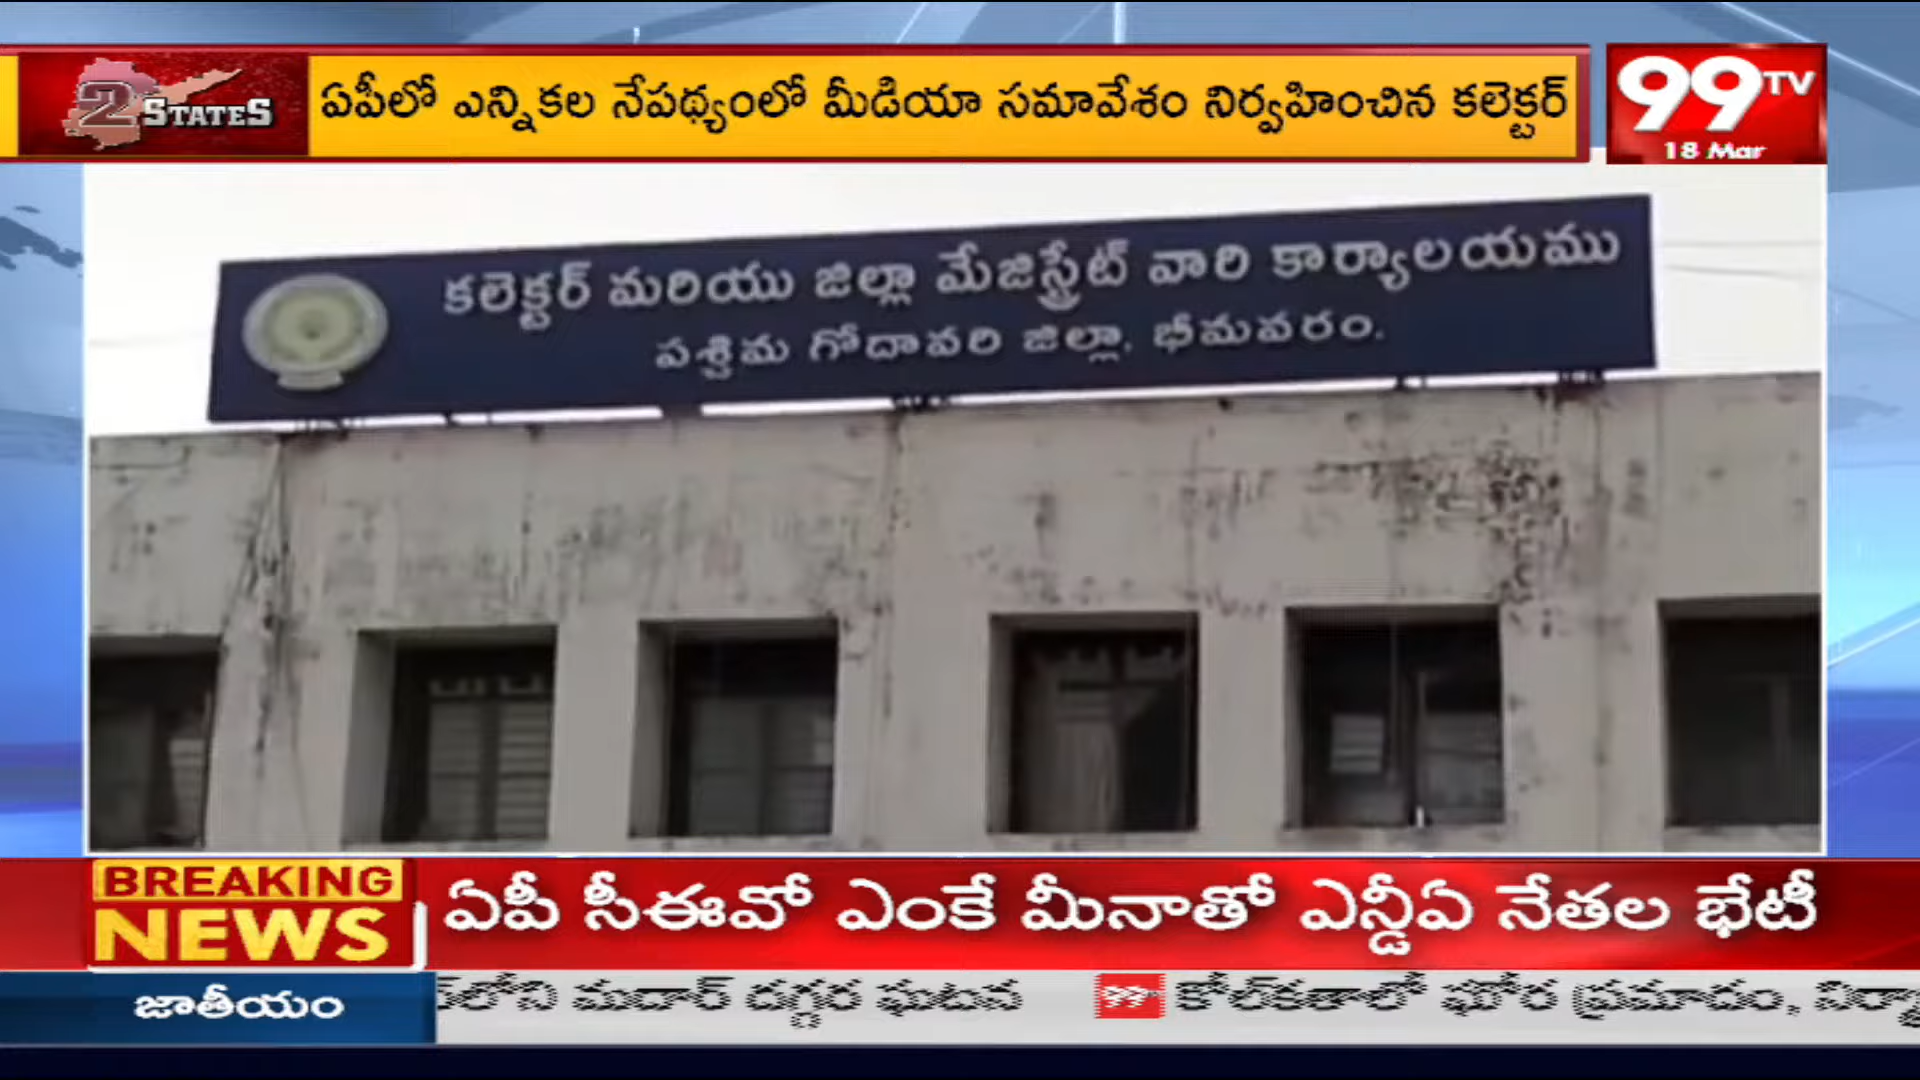 2 STATES
ఏపీలో ఎన్నికల నేపథ్యంలో మీడియా సమావేశం నిర్వహించిన కలెక్టర్
99 TV
18 Mar
కలెక్టర్ మరియు జిల్లా మేజిస్ట్రేట్ వారి కార్యాలయము
పశ్చిమ గోదావరి జిల్లా, భీమవరం.
BREAKING
NEWS
ఏపీ సీఈవో ఎంకే మీనాతో ఎన్డీఏ నేతల భేటీ
జాతీయం
దగ్గర ఘటన
99
కోల్‌కతాలో ఘోర ప్రమాదం,